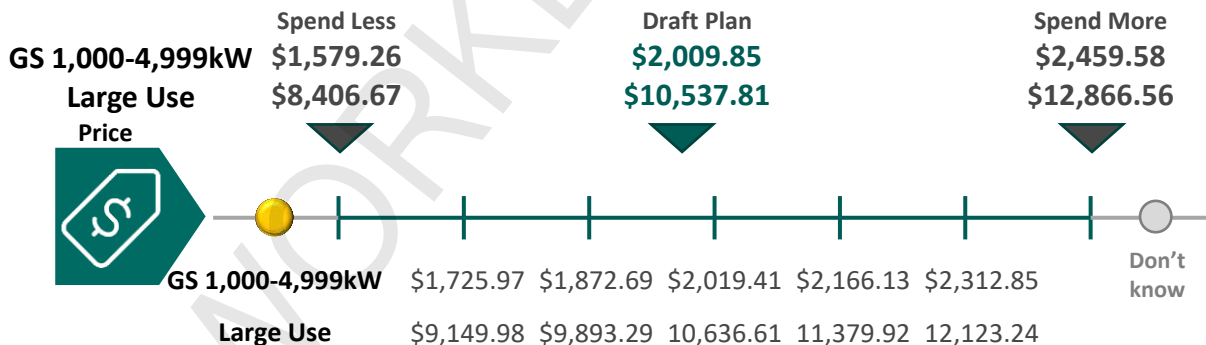 Spend Less Draft Plan Spend More
GS 1,000-4,999kW $1,579.26 $2,009.85 $2,459.58
Large Use $8,406.67 $10,537.81 $12,866.56
Price
$
GS 1,000-4,999kW $1,725.97 $1,872.69 $2,019.41 $2,166.13 $2,312.85
Don't
know
Large Use $9,149.98 $9,893.29 10,636.61 11,379.92 12,123.24